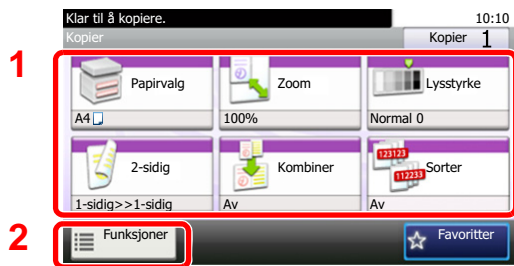 Klar til å kopiere. 10:10
Kopier Kopier 1
1
Papirvalg Zoom Lysstyrke
A4 100% Normal 0
123123
112233
2-sidig Kombiner Sorter
1-sidig>>1-sidig Av Av
2
Funksjoner Favoritter